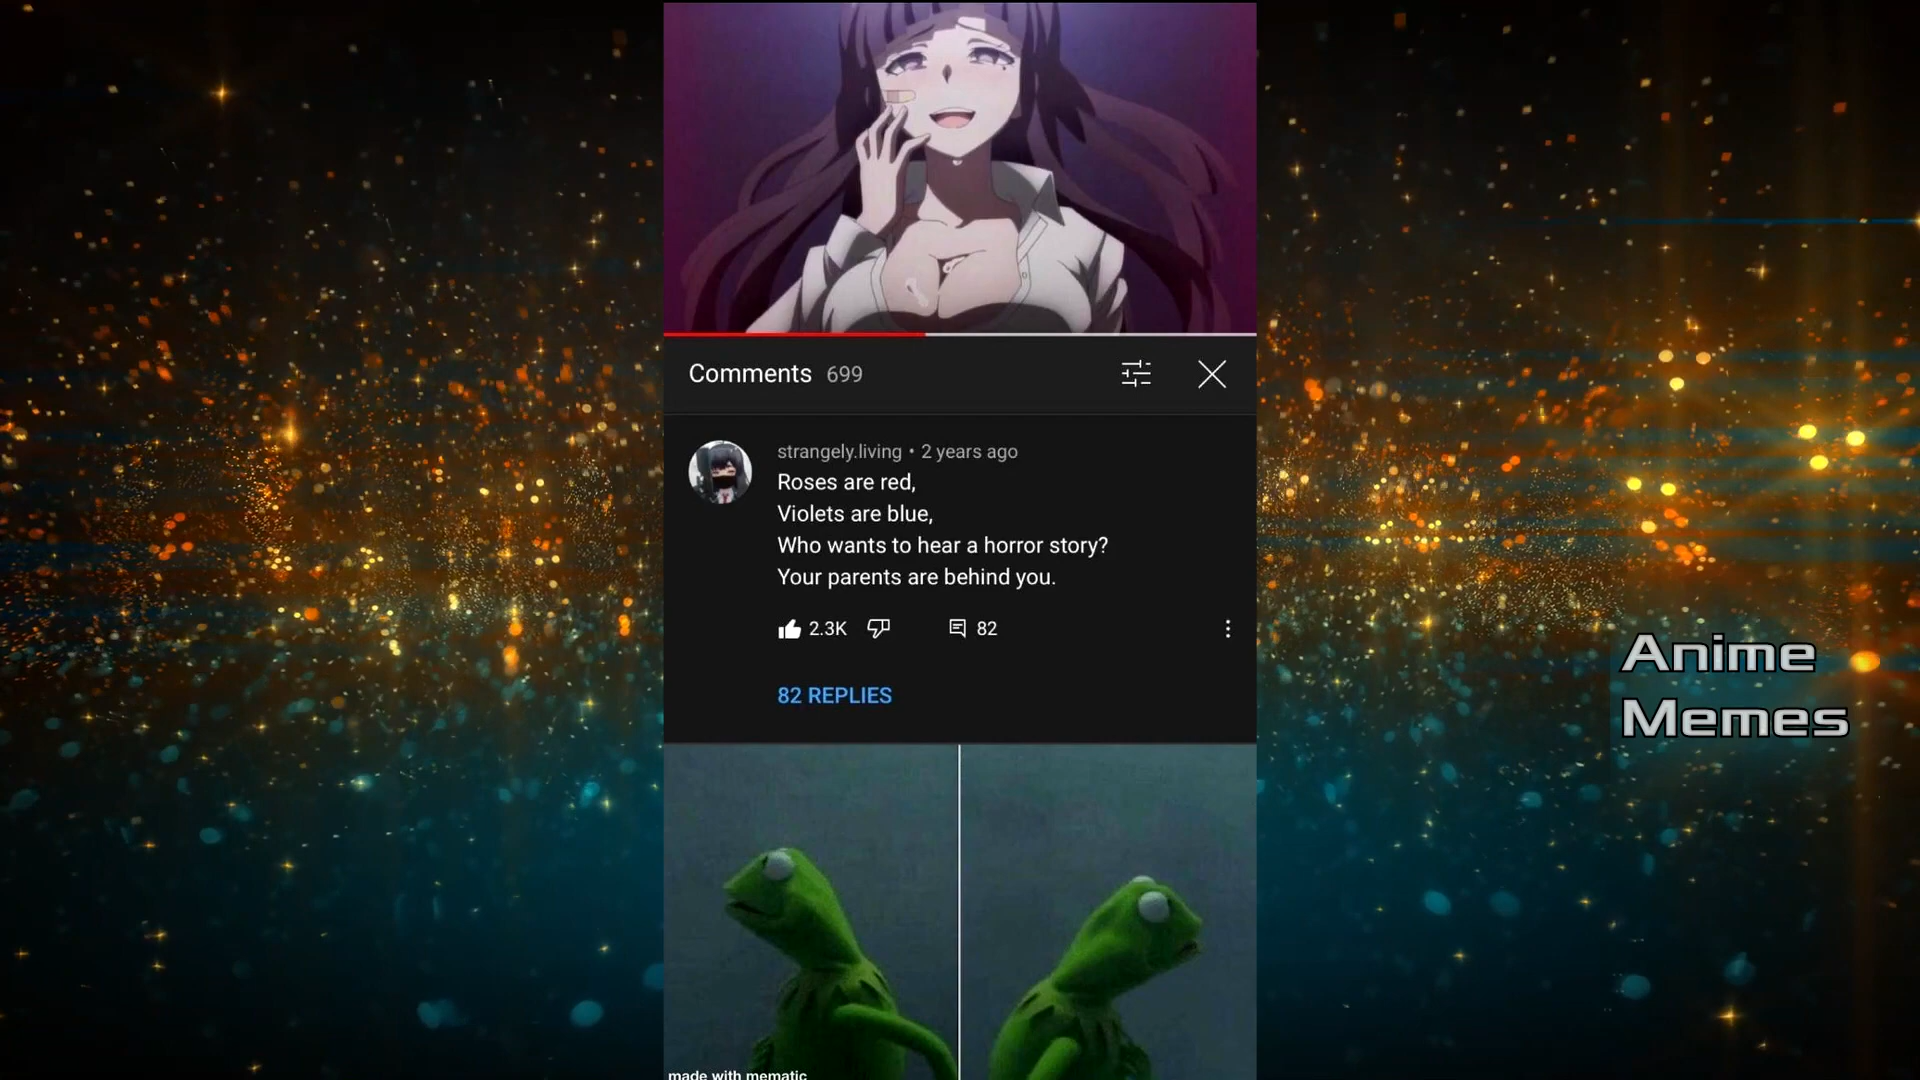 Comments 699
strangely.living • 2 years ago
Roses are red,
Violets are blue,
Who wants to hear a horror story?
Your parents are behind you.
2.3K 82
82 REPLIES
Anime
Memes
made with mematic